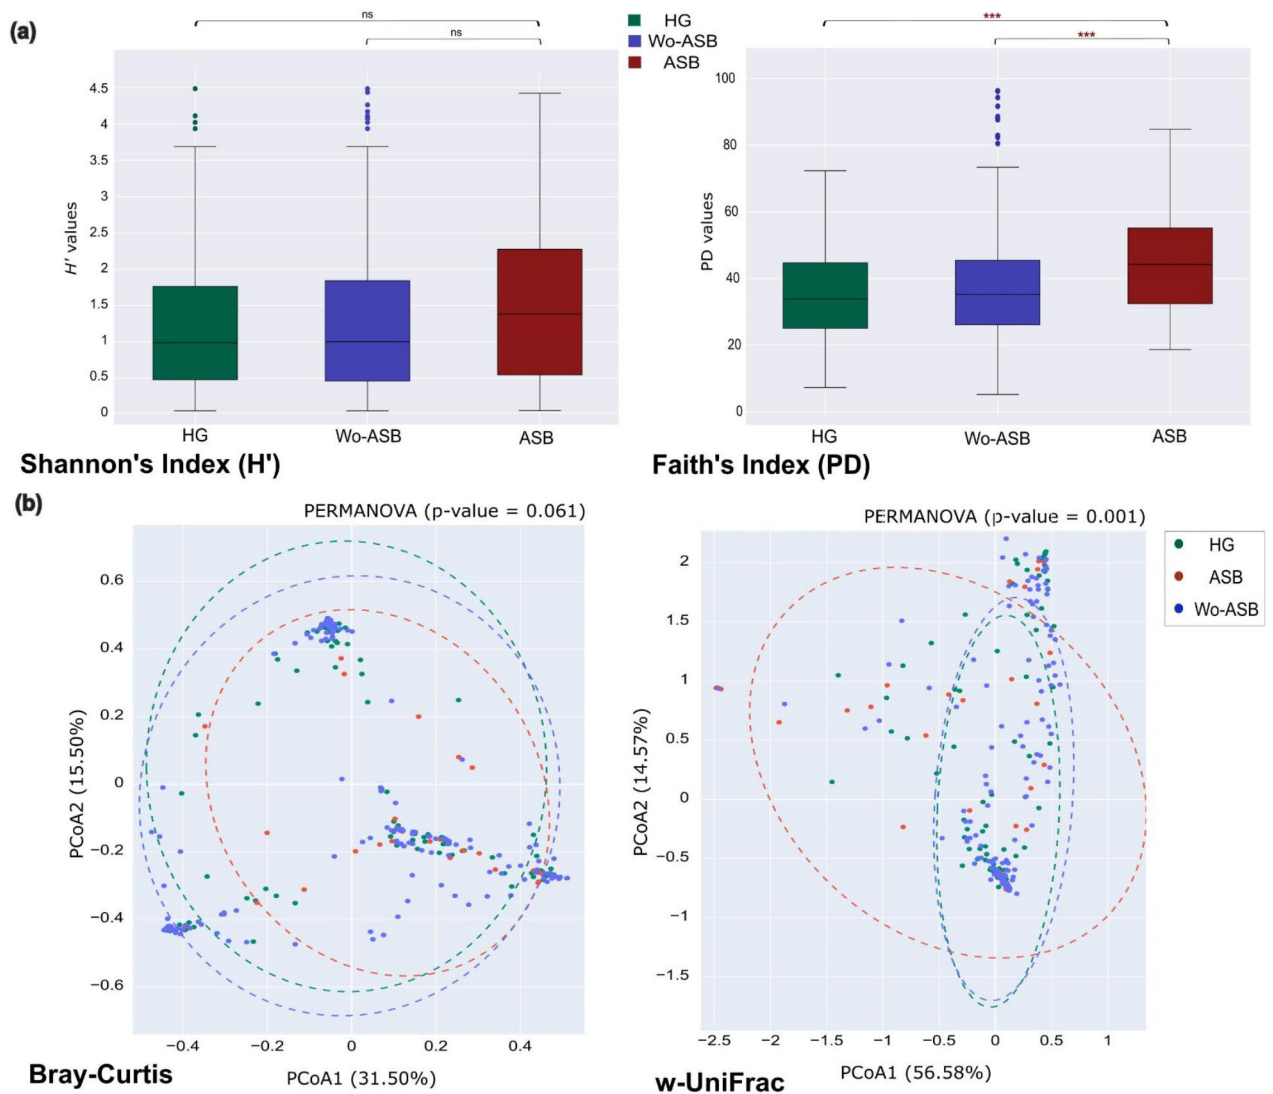 (a)
ns
ns
HG
Wo-ASB
ASB
***
***
4.5
4
3.5
3
2.5
2
1.5
1
0.5
0
H' values
HG
Wo-ASB
ASB
Shannon's Index (H')
100
80
60
40
20
0
PD values
HG
Wo-ASB
ASB
Faith's Index (PD)
(b)
PERMANOVA (p-value = 0.061)
0.6
0.4
0.2
0
−0.2
−0.4
−0.6
PCoA2 (15.50%)
−0.4
−0.2
0
0.2
0.4
PCoA1 (31.50%)
Bray-Curtis
PERMANOVA (p-value = 0.001)
2
1.5
1
0.5
0
−0.5
−1
−1.5
PCoA2 (14.57%)
−2.5
−2
−1.5
−1
−0.5
0
0.5
1
PCoA1 (56.58%)
w-UniFrac
HG
ASB
Wo-ASB